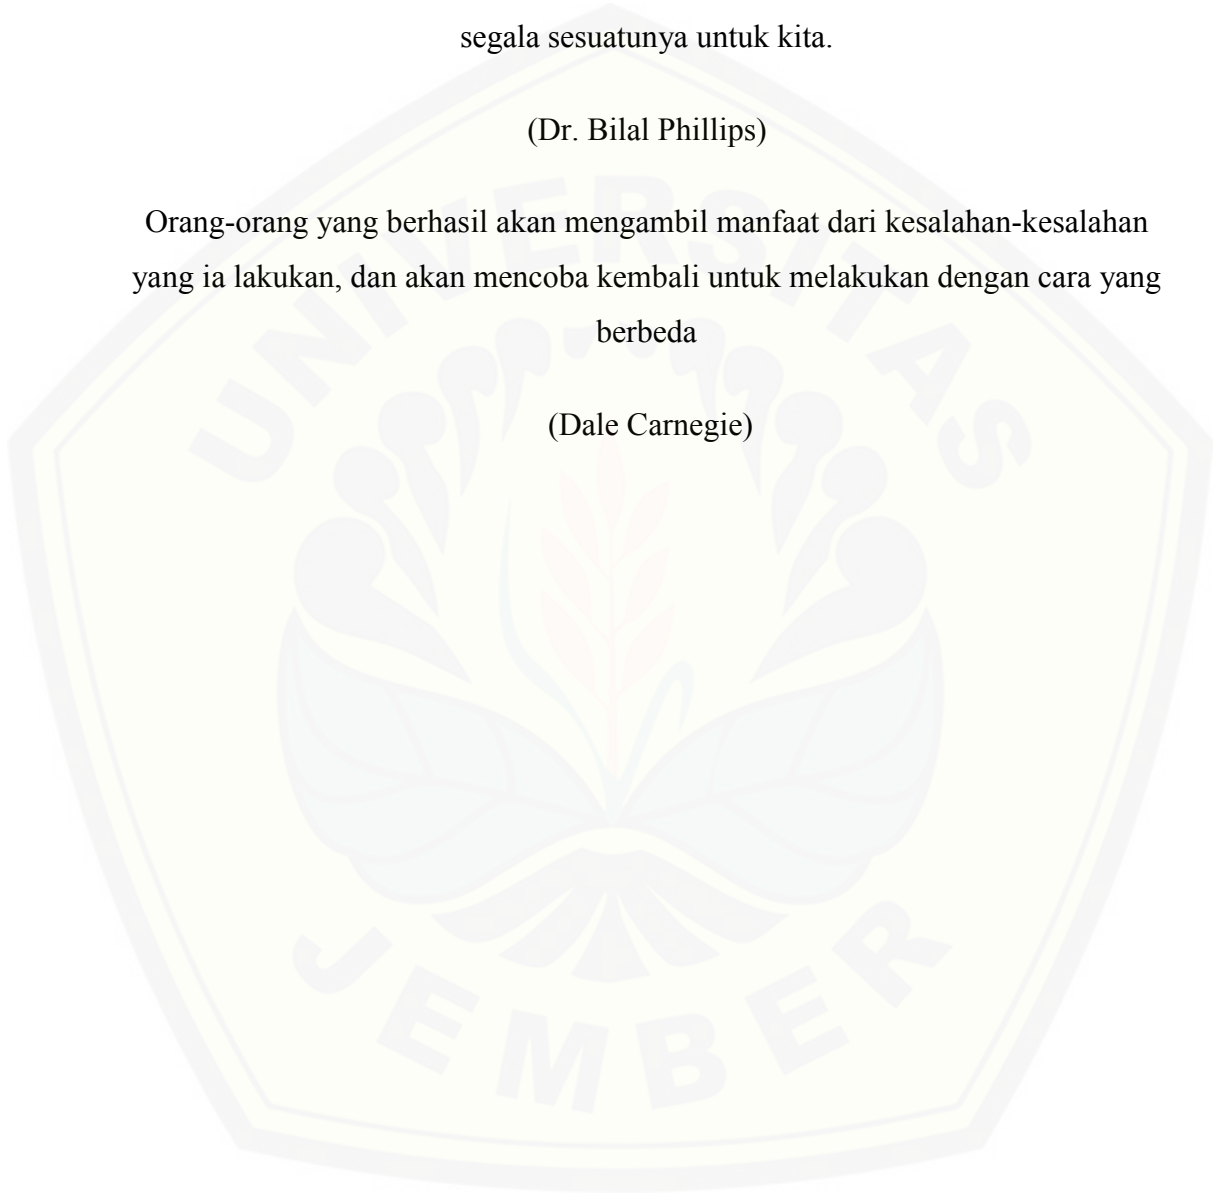 segala sesuatunya untuk kita.
(Dr. Bilal Phillips)
Orang-orang yang berhasil akan mengambil manfaat dari kesalahan-kesalahan
yang ia lakukan, dan akan mencoba kembali untuk melakukan dengan cara yang
berbeda
(Dale Carnegie)
UNIVERSITAS
JEMBER